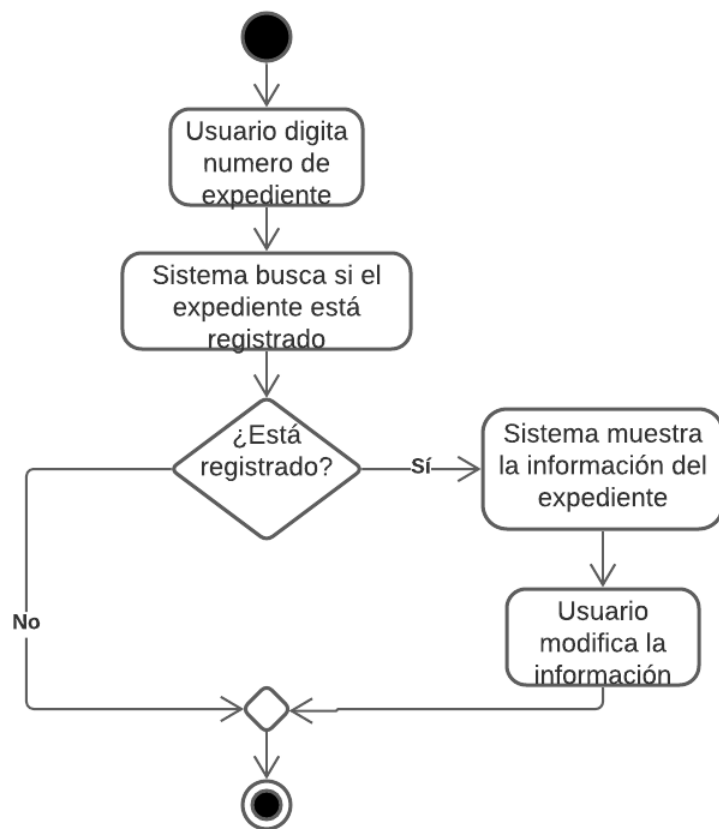 Usuario digita
numero de
expediente
Sistema busca si el
expediente está
registrado
¿Está
registrado?
Sí
Sistema muestra
la información del
expediente
Usuario
modifica la
información
No